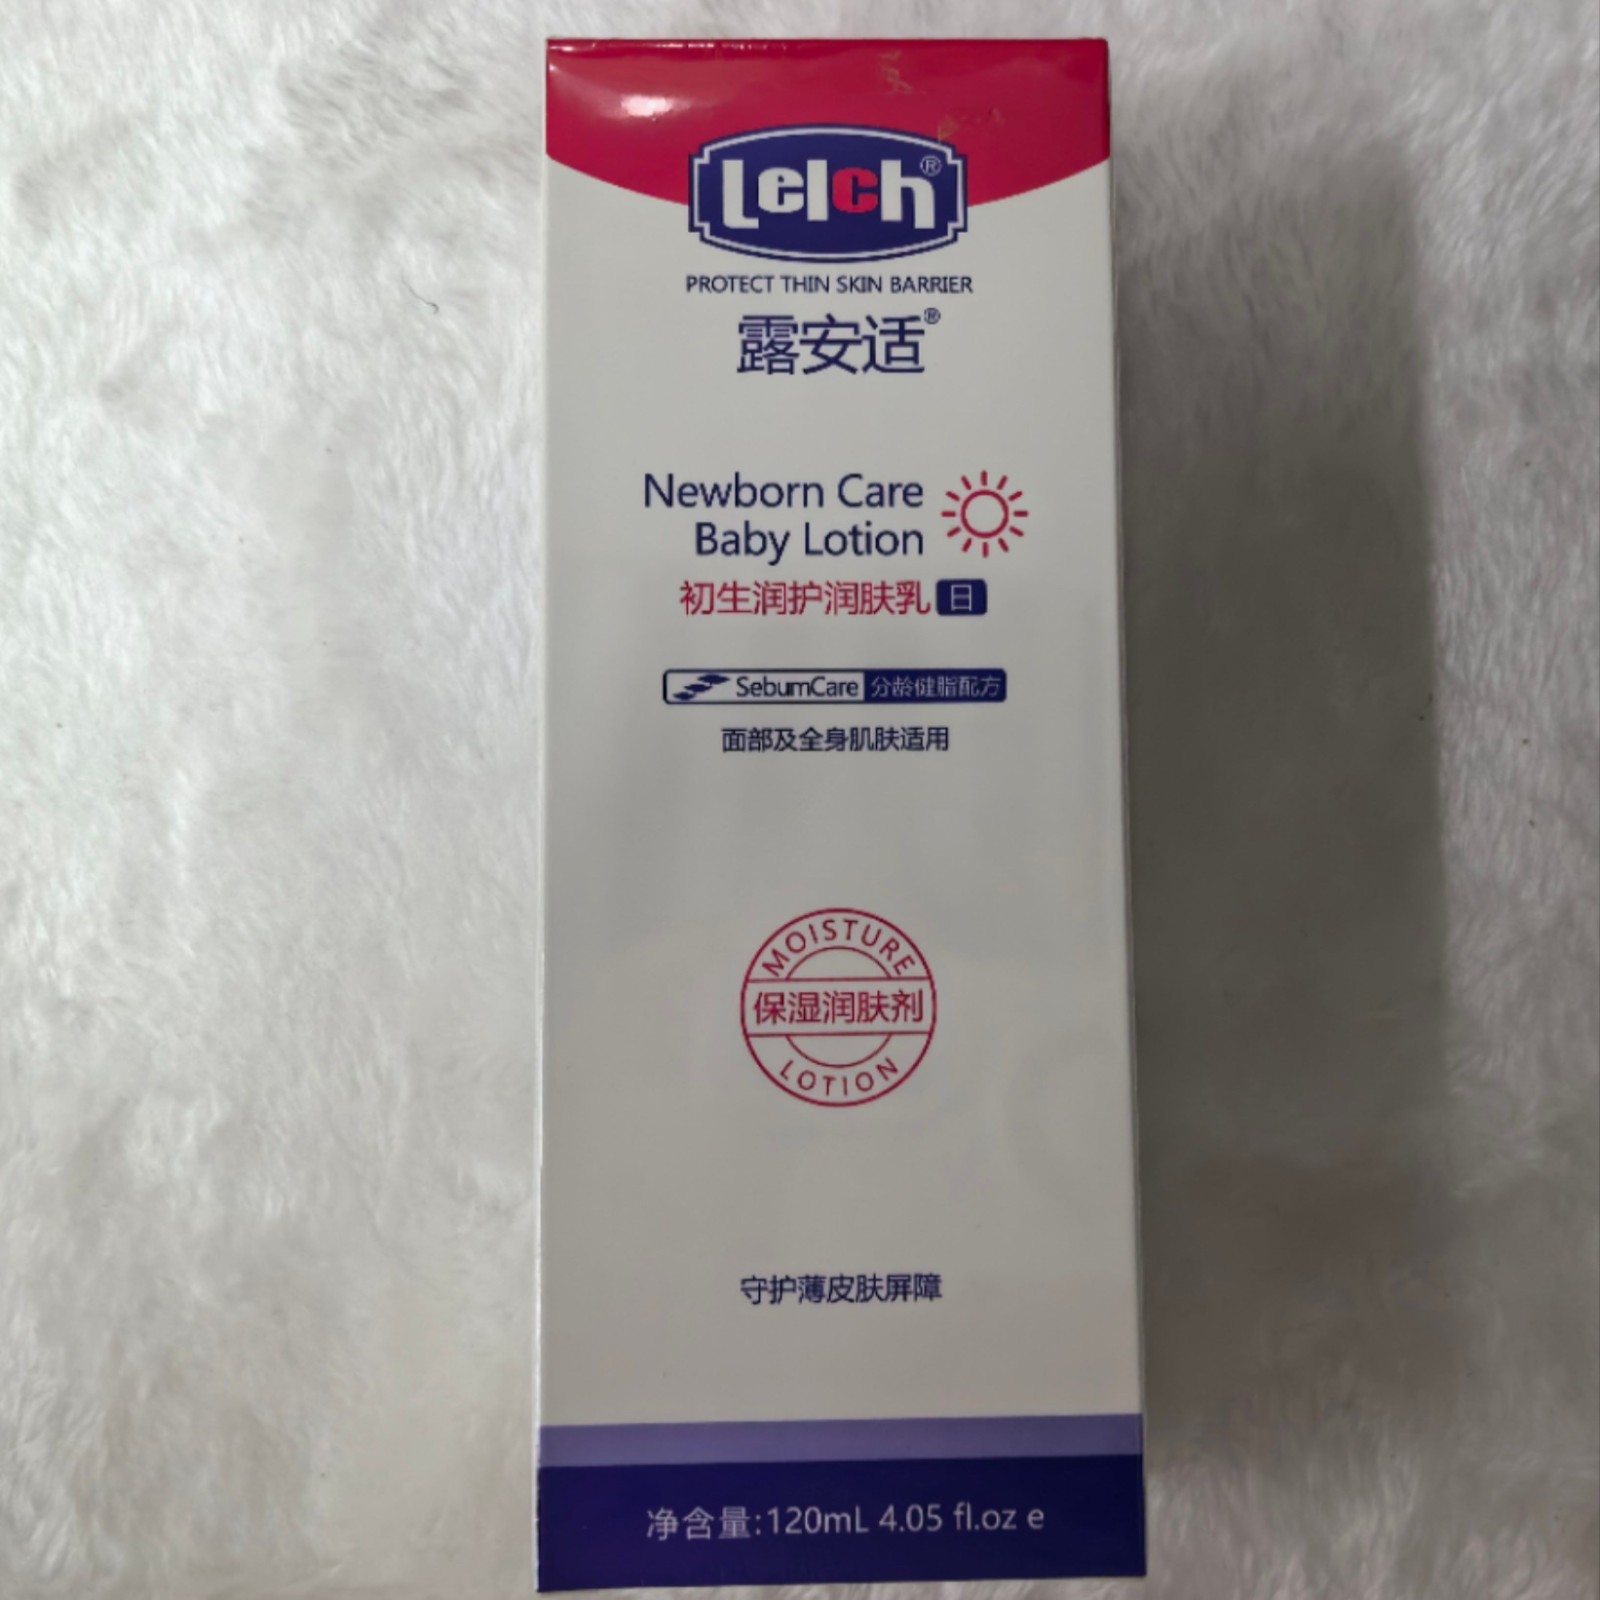 Lelch®
PROTECT THIN SKIN BARRIER
露安适®
Newborn Care
Baby Lotion
初生润护润肤乳 日
SebumCare 分龄健脂配方
面部及全身肌肤适用
MOISTURE
保湿润肤剂
LOTION
守护薄皮肤屏障
净含量:120mL 4.05 fl.oz e